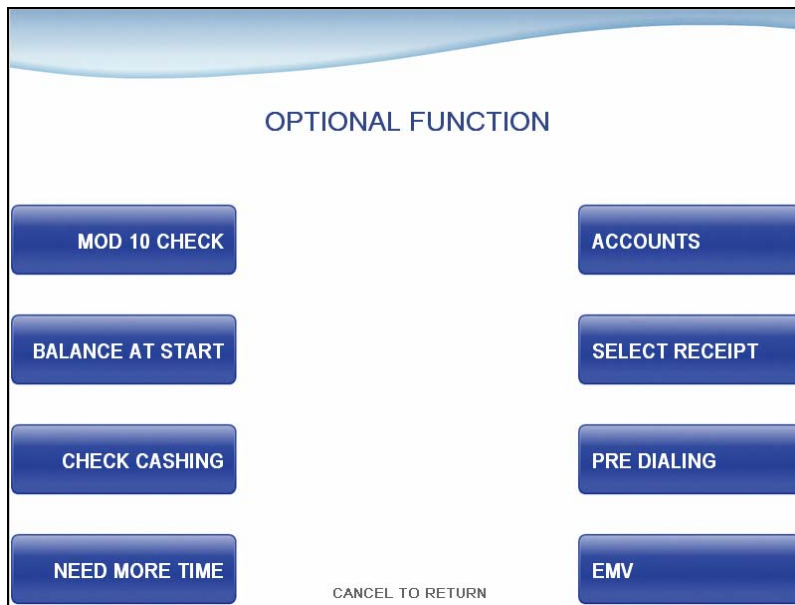 OPTIONAL FUNCTION
MOD 10 CHECK
ACCOUNTS
BALANCE AT START
SELECT RECEIPT
CHECK CASHING
PRE DIALING
NEED MORE TIME
EMV
CANCEL TO RETURN